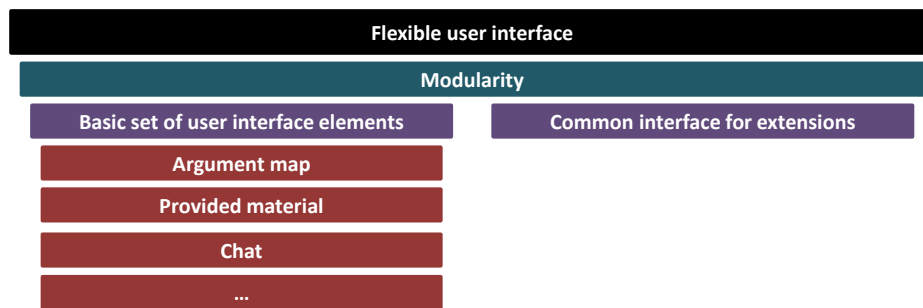 Flexible user interface
Modularity
Basic set of user interface elements
Common interface for extensions
Argument map
Provided material
Chat
...